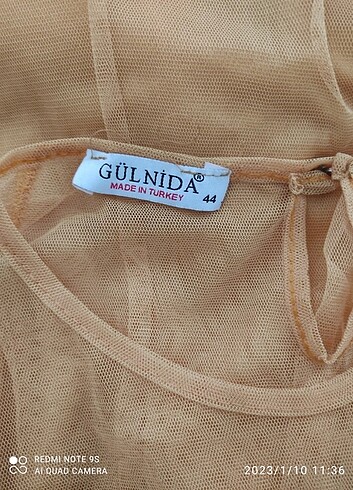 GÜLNİDA®
MADE IN TURKEY
44
REDMI NOTE 9S
AI QUAD CAMERA
2023/1/10 11:36